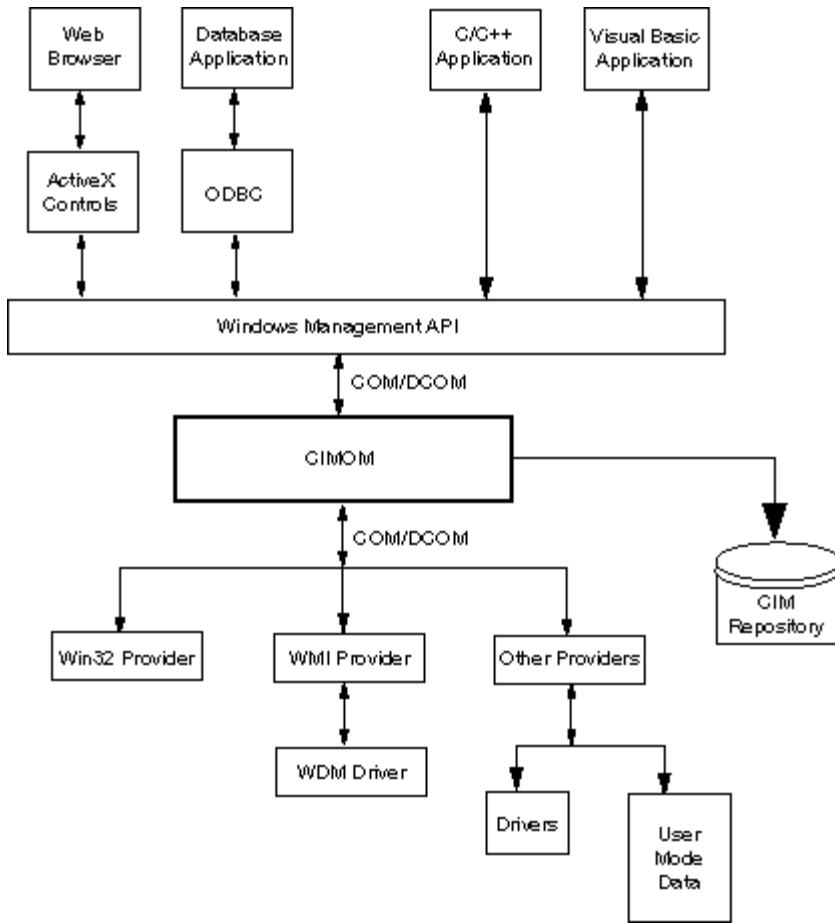 Web
Browser
Database
Application
C/C++
Application
Visual Basic
Application
ActiveX
Controls
ODBC
Windows Management API
COM/DCOM
CIMOM
COM/DCOM
CIM
Repository
Win32 Provider
WMI Provider
Other Providers
WDM Driver
Drivers
User
Mode
Data